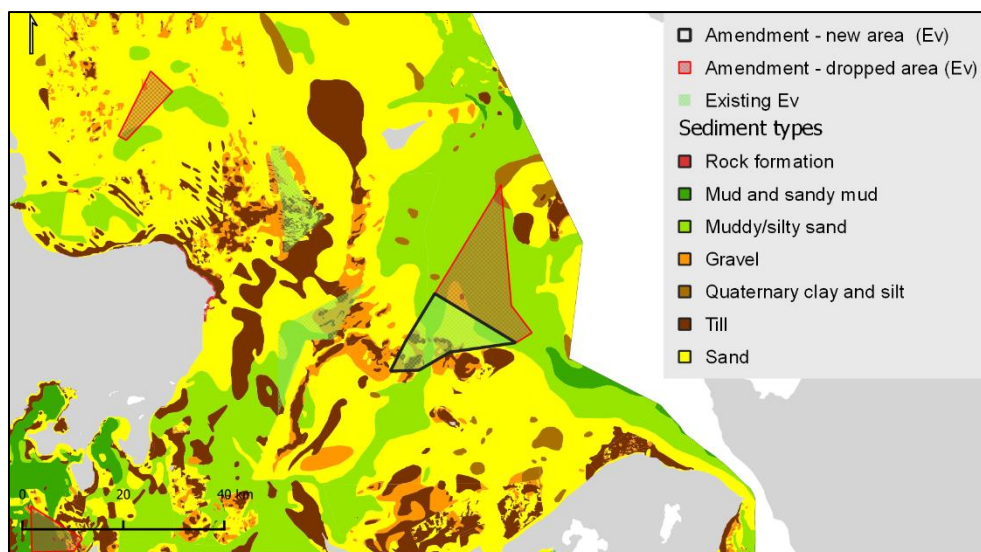 Amendment - new area (Ev)
Amendment - dropped area (Ev)
Existing Ev
Sediment types
Rock formation
Mud and sandy mud
Muddy/silty sand
Gravel
Quaternary clay and silt
Till
Sand
0 20 40 km